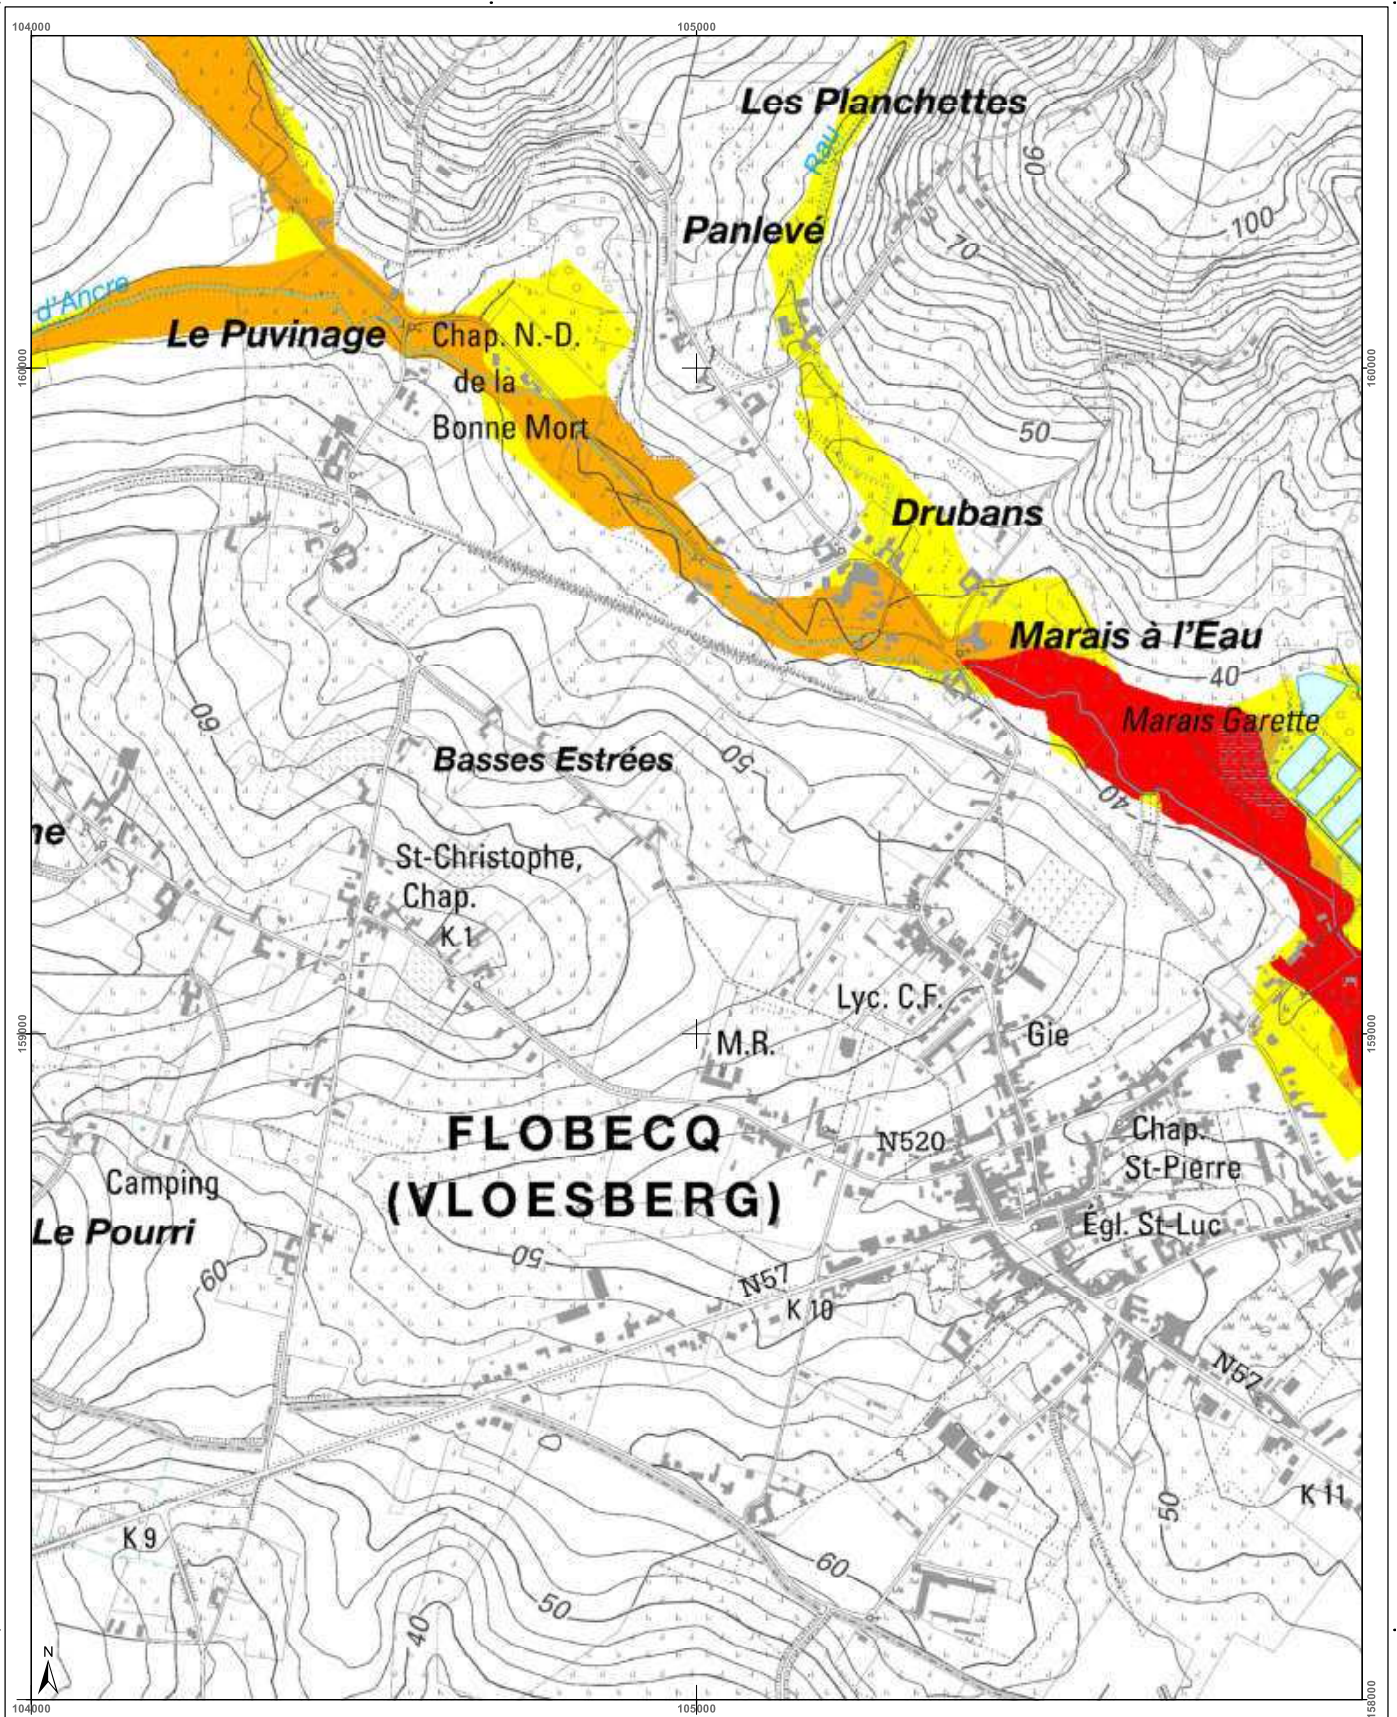 104000
105000
Les Planchettes
Rau
90
100
Panlevé
70
d'Ancre
Le Puvinage
Chap. N.-D.
de la
Bonne Mort
160000
160000
50
Drubans
Marais à l'Eau
40
Marais Garette
60
Basses Estrées
50
40
ne
St-Christophe,
Chap.
K 1
Lyc. C.F.
Gie
M.R.
159000
159000
FLOBECQ
(VLOESBERG)
N520
Chap.
St-Pierre
Camping
Égl. St-Luc
Le Pourri
60
50
N57
K 10
N57
K 11
50
K 9
60
50
40
N
104000
105000
158000